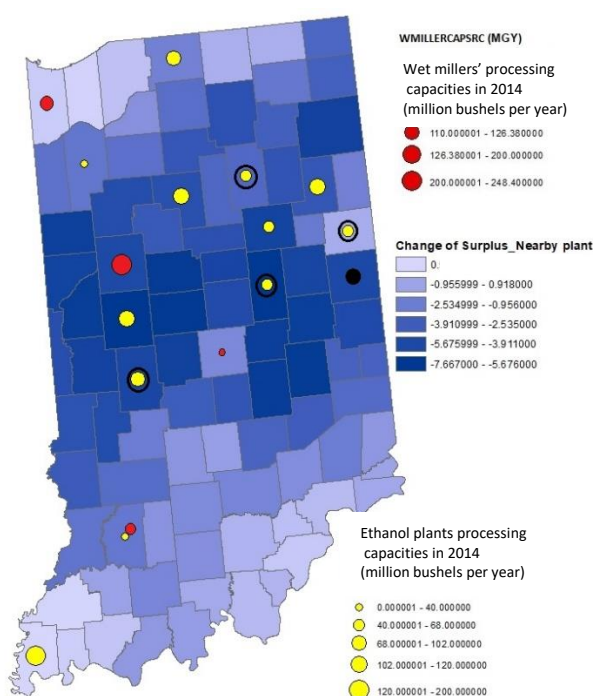 WMILLERCAPSRC (MGY)
Wet millers' processing
capacities in 2014
(million bushels per year)
110.000001 - 126.380000
126.380001 - 200.000000
200.000001 - 248.400000
Change of Surplus_Nearby plant
0.
-0.955999 - 0.918000
-2.534999 - -0.956000
-3.910999 - -2.535000
-5.675999 - -3.911000
-7.667000 - -5.676000
Ethanol plants processing
capacities in 2014
(million bushels per year)
0.000001 - 40.000000
40.000001 - 68.000000
68.000001 - 102.000000
102.000001 - 120.000000
120.000001 - 200.000000